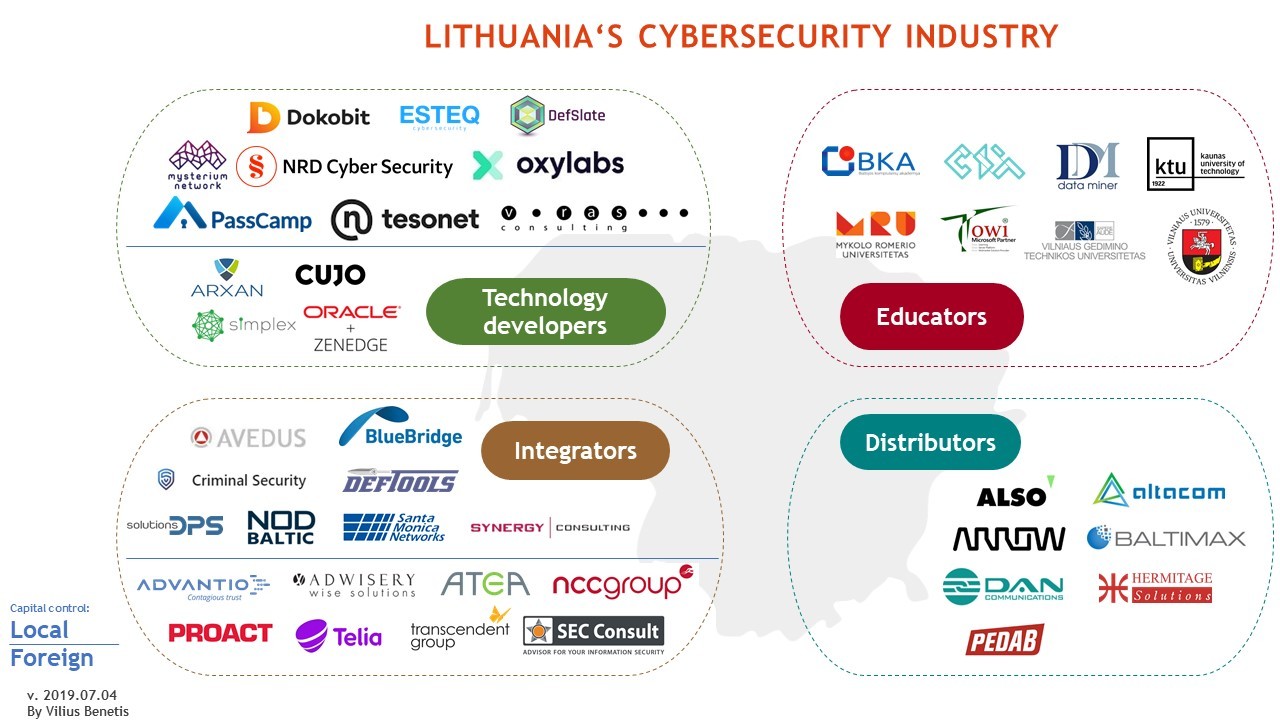 LITHUANIA‘S CYBERSECURITY INDUSTRY
Dokobit
ESTEQ
cybersecurity
DefSlate
mysterium
network
NRD Cyber Security
oxylabs
PassCamp
tesonet
v·ras···
consulting
ARXAN
CUJO
simplex
ORACLE®
+
ZENEDGE
Technology
developers
BKA
data miner
ktu
1922
kaunas
university of
technology
MRU
MYKOLO ROMERIO
UNIVERSITETAS
TOWI®
Microsoft Partner
VILNIAUS GEDIMINO
TECHNIKOS UNIVERSITETAS
VILNIAUS UNIVERSITETAS
·1579·
UNIVERSITAS VILNENSIS
Educators
AVEDUS
BlueBridge
Integrators
Criminal Security
DEFTOOLS
solutions DPS
NOD
BALTIC
Santa
Monica
Networks
SYNERGY | CONSULTING
ADVANTIO
Contagious trust
ADWISERY
wise solutions
ATEA
nccgroup
PROACT
Telia
transcendent
group
SEC Consult
ADVISOR FOR YOUR INFORMATION SECURITY
Distributors
ALSO
altacom
ARROW
BALTIMAX
DAN
COMMUNICATIONS
HERMITAGE
Solutions
PEDAB
Capital control:
Local
Foreign
v. 2019.07.04
By Vilius Benetis